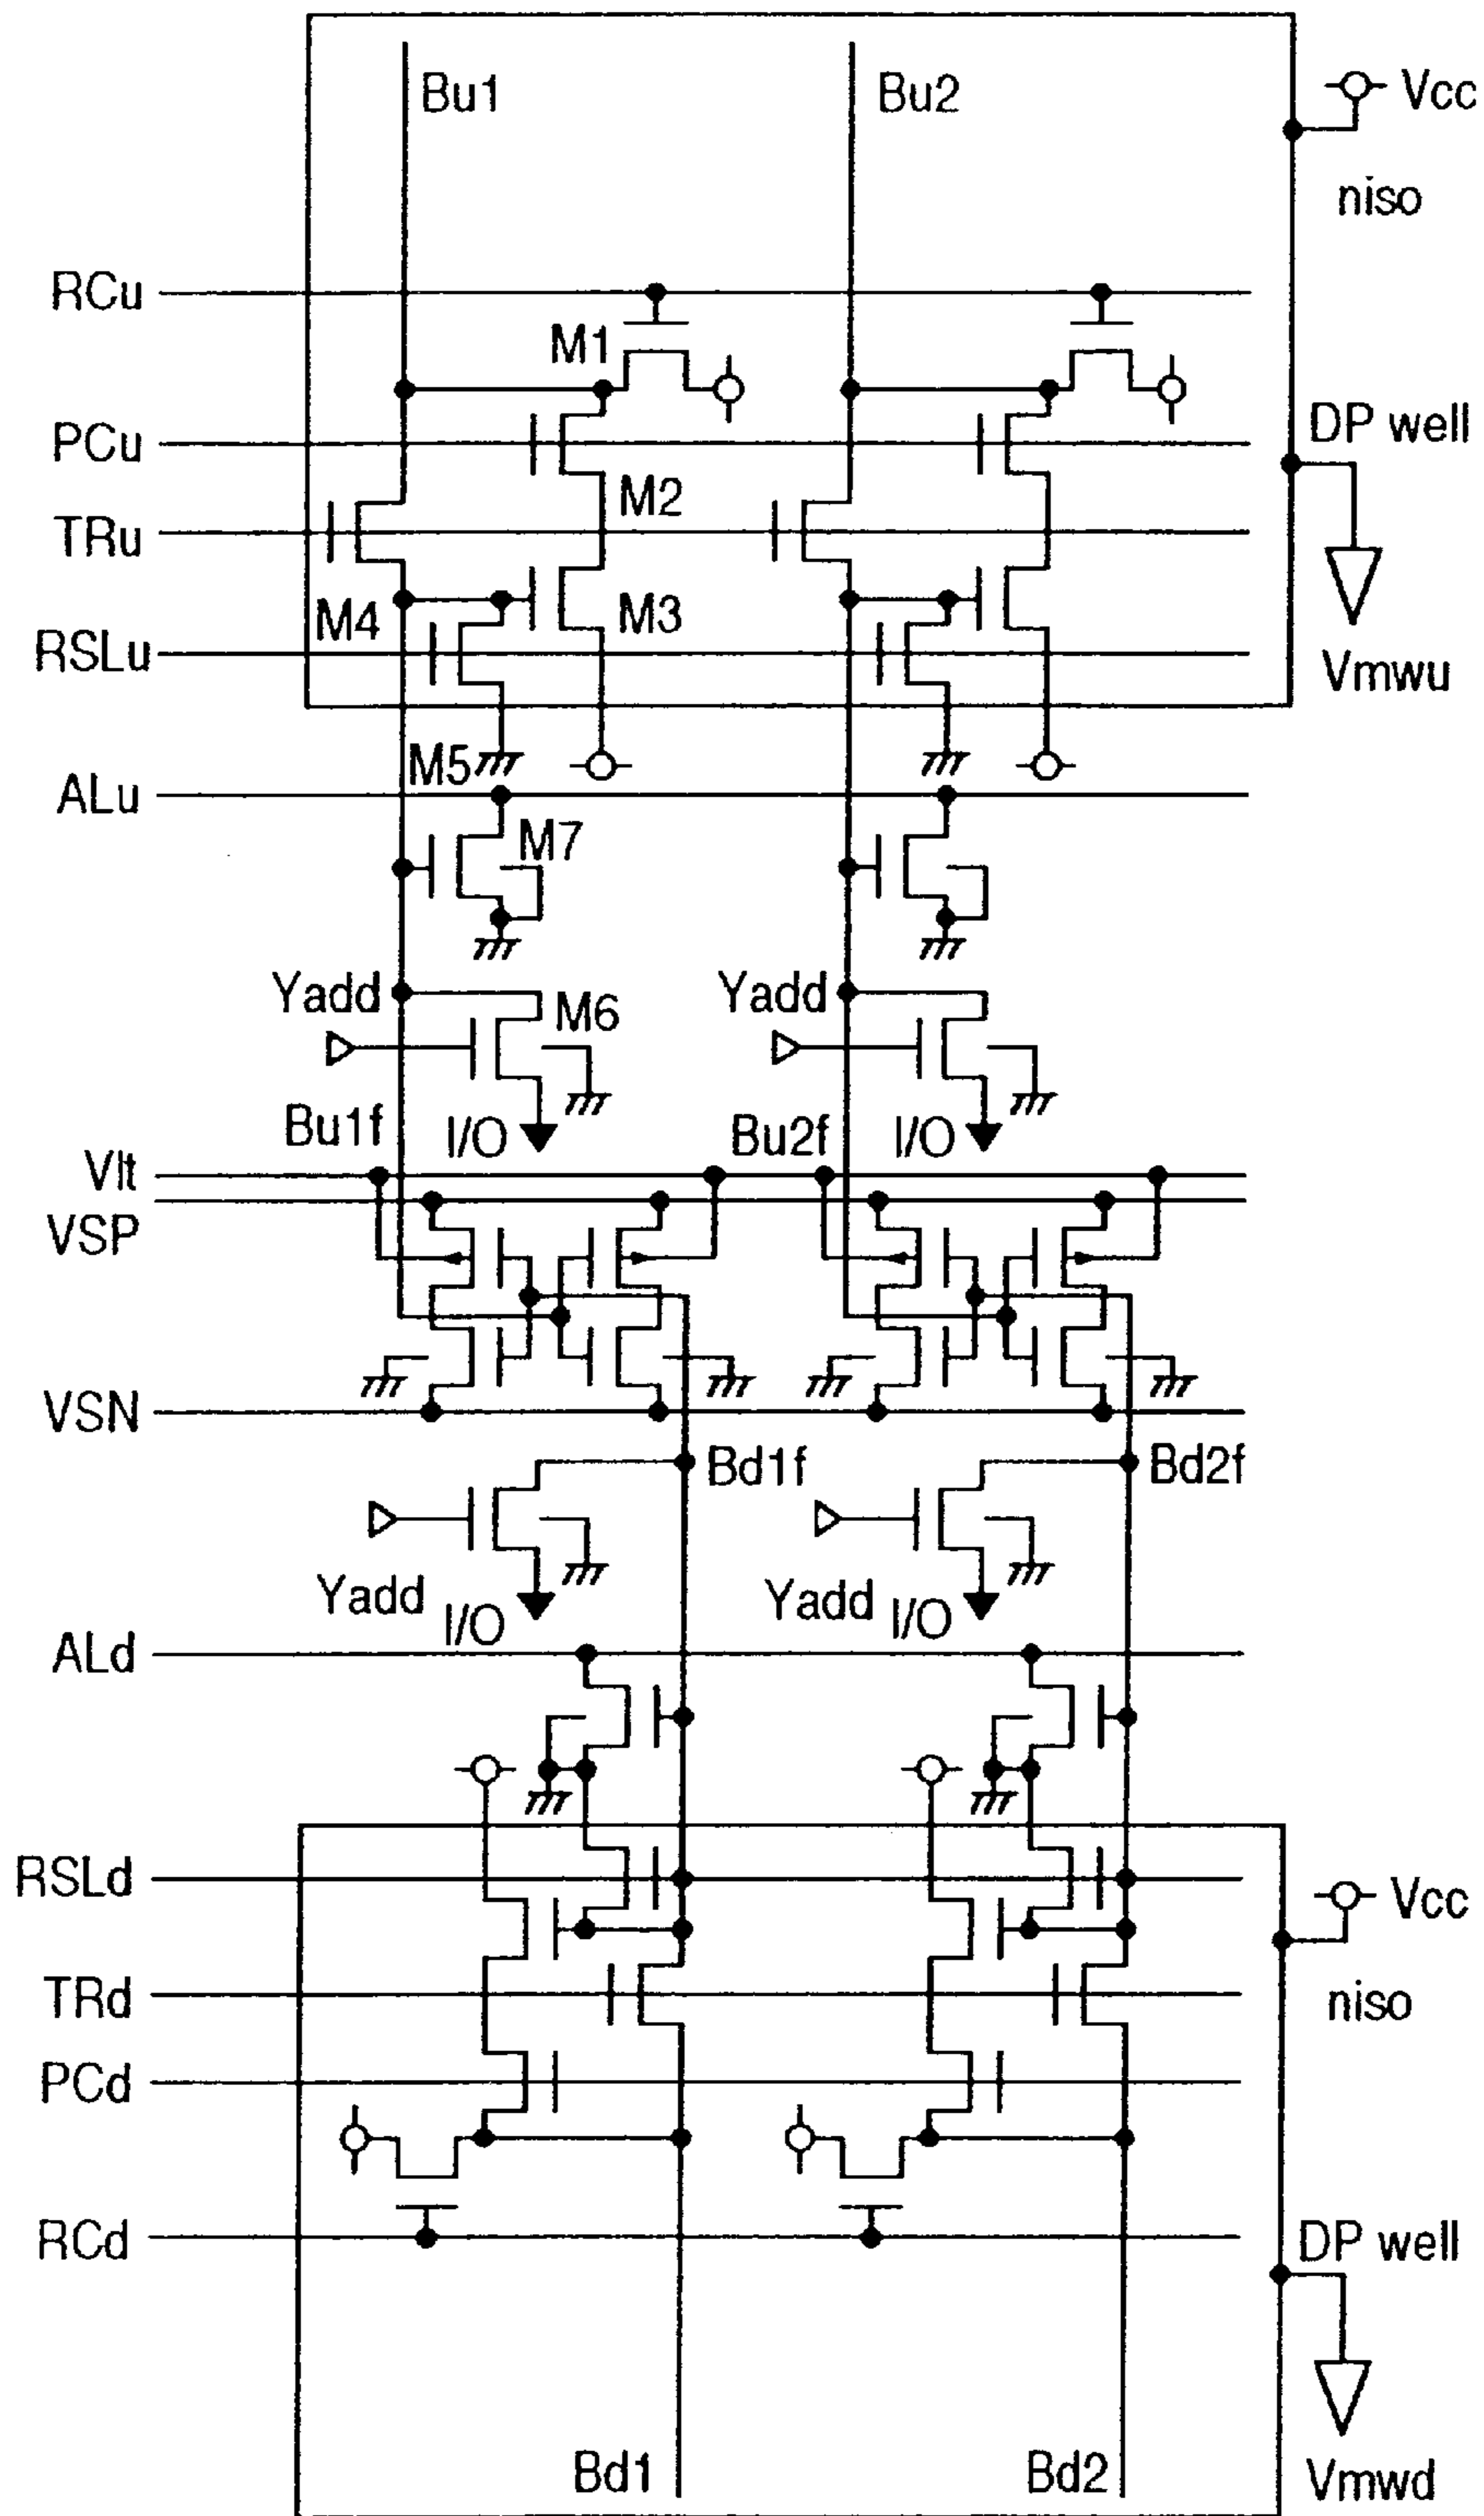 Bu1
Bu2
Vcc
niso
RCu
M1
PCu
DP well
M2
TRu
M4
M3
RSLu
Vmwu
M5
ALu
M7
Yadd
M6
Yadd
Bu1f
I/O
Bu2f
I/O
Vlt
VSP
VSN
Bd1f
Bd2f
Yadd
I/O
Yadd
I/O
ALd
RSLd
Vcc
TRd
niso
PCd
RCd
DP well
Bd1
Bd2
Vmwd